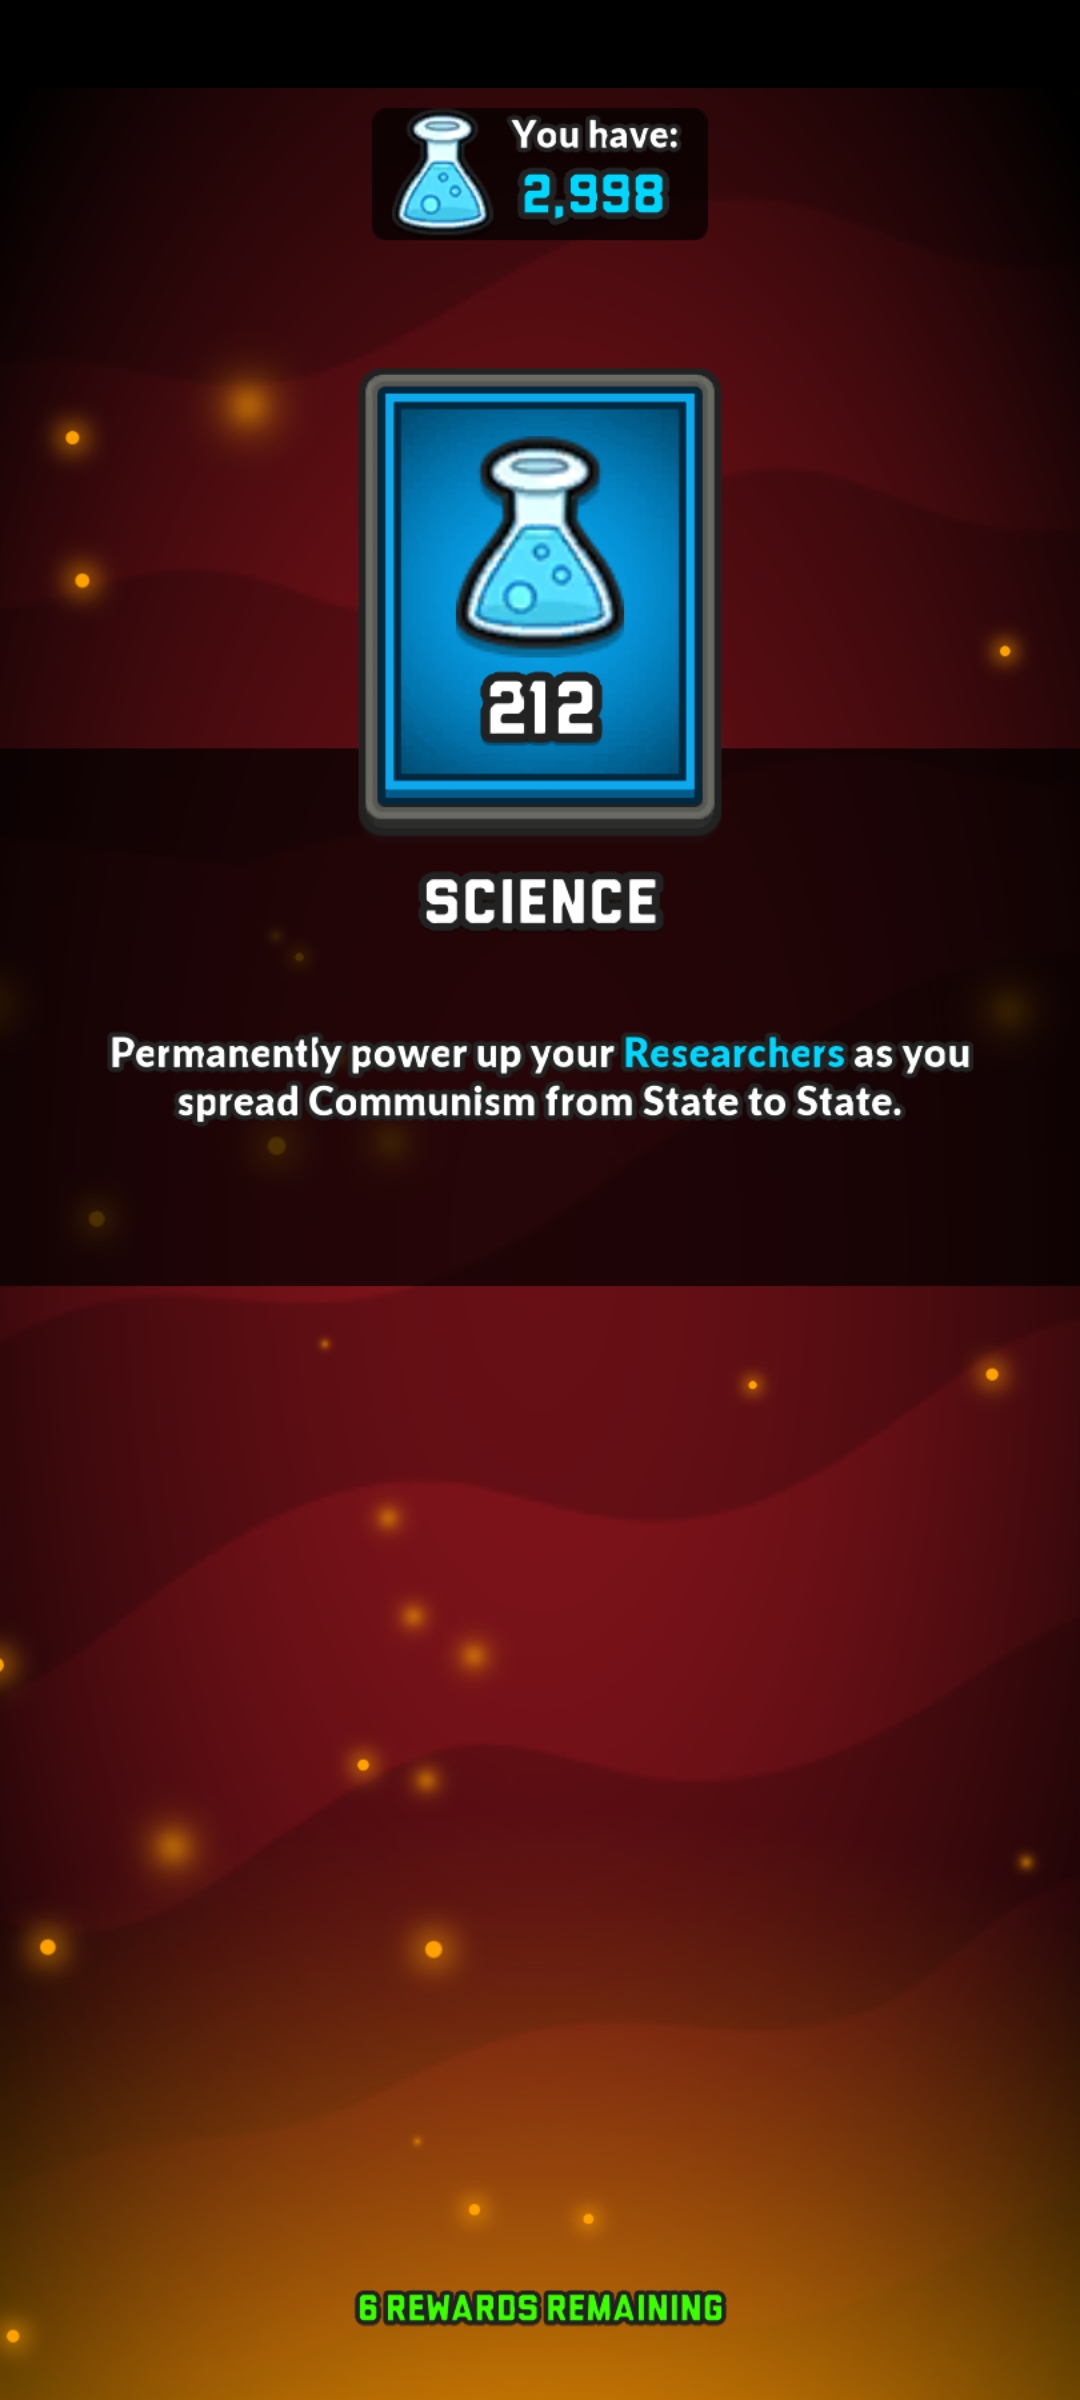 You have:
2,998
212
SCIENCE
Permanently power up your Researchers as you
spread Communism from State to State.
6 REWARDS REMAINING